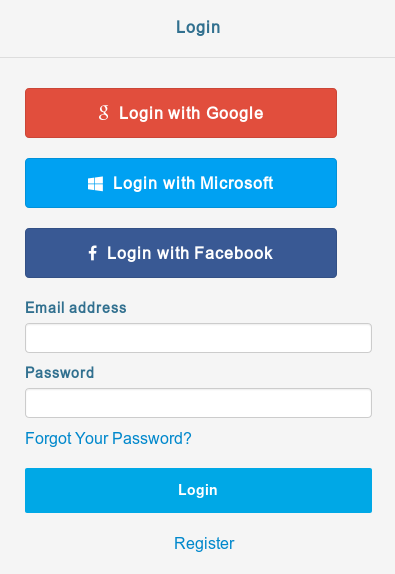 Login
Login with Google
Login with Microsoft
Login with Facebook
Email address
Password
Forgot Your Password?
Login
Register